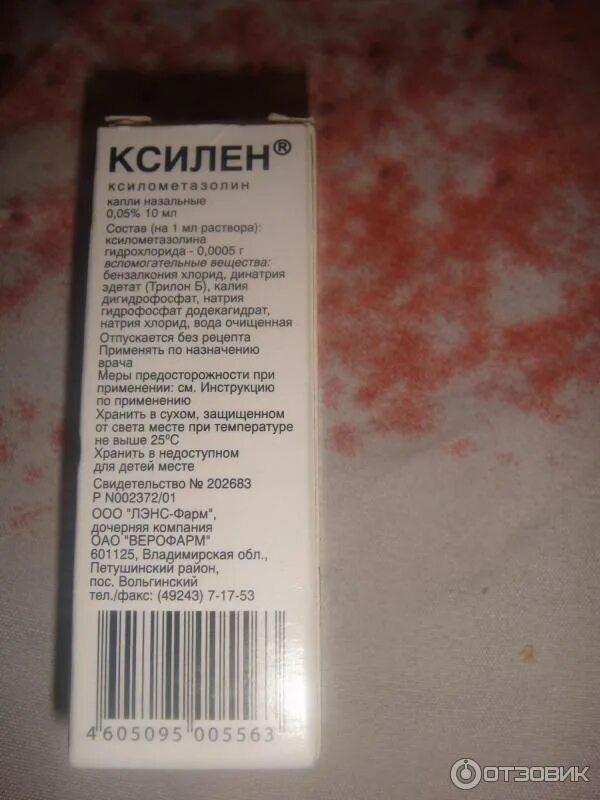 КСИЛЕН®
ксилометазолин
капли назальные
0,05% 10 мл
Состав (на 1 мл раствора):
ксилометазолина
гидрохлорида - 0,0005 г
вспомогательные вещества:
бензалкония хлорид, динатрия
эдетат (Трилон Б), калия
дигидрофосфат, натрия
гидрофосфат додекагидрат,
натрия хлорид, вода очищенная
Отпускается без рецепта
Применять по назначению
врача
Меры предосторожности при
применении: см. Инструкцию
по применению
Хранить в сухом, защищенном
от света месте при температуре
не выше 25°С
Хранить в недоступном
для детей месте
Свидетельство № 202683
Р N002372/01
ООО "ЛЭНС-Фарм",
дочерняя компания
ОАО "ВЕРОФАРМ"
601125, Владимирская обл.,
Петушинский район,
пос. Вольгинский
тел./факс: (49243) 7-17-53
4 605095 005563
ОТЗОВИК